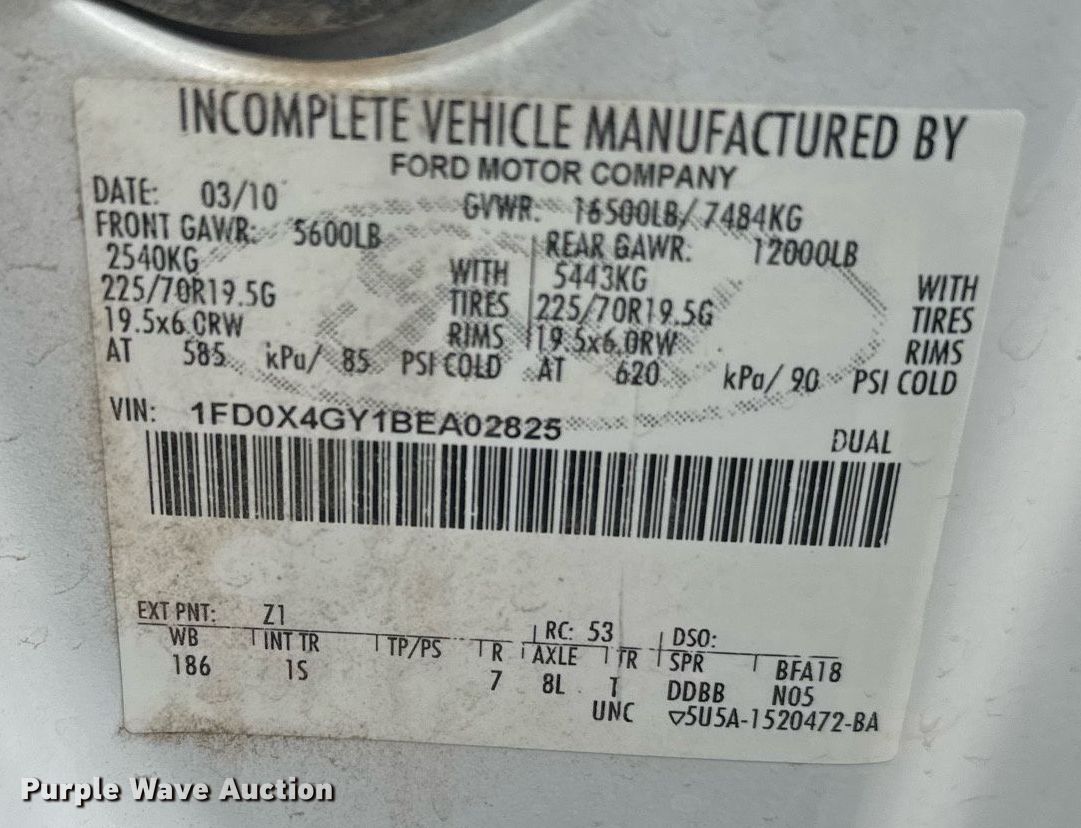 INCOMPLETE VEHICLE MANUFACTURED BY
FORD MOTOR COMPANY
DATE: 03/10 GVWR: 16500LB/ 7484KG
FRONT GAWR: 5600LB REAR GAWR: 12000LB
2540KG WITH 5443KG WITH
225/70R19.5G TIRES 225/70R19.5G TIRES
19.5x6.0RW RIMS 19.5x6.0RW RIMS
AT 585 kPa/ 85 PSI COLD AT 620 kPa/ 90 PSI COLD
VIN: 1FD0X4GY1BEA02825 DUAL
EXT PNT: Z1 RC: 53 DSO:
WB INT TR TP/PS R AXLE TR SPR BFA18
186 1S 7 8L T DDBB N05
UNC ▽5U5A-1520472-BA
Purple Wave Auction